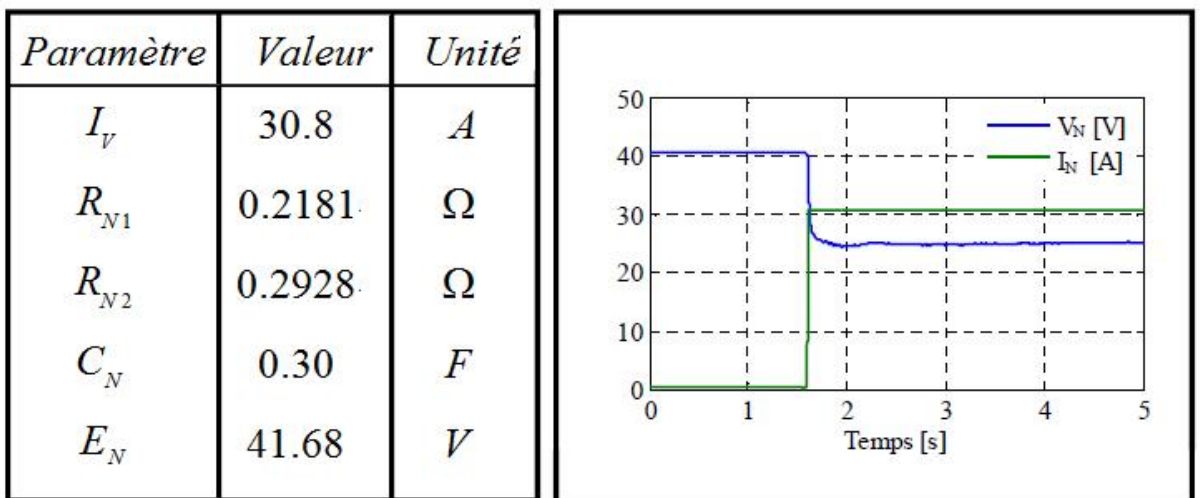 Paramètre Valeur Unité
I_V 30.8 A
R_N1 0.2181 Ω
R_N2 0.2928 Ω
C_N 0.30 F
E_N 41.68 V
50
40
30
20
10
0
0 1 2 3 4 5
V_N [V]
I_N [A]
Temps [s]